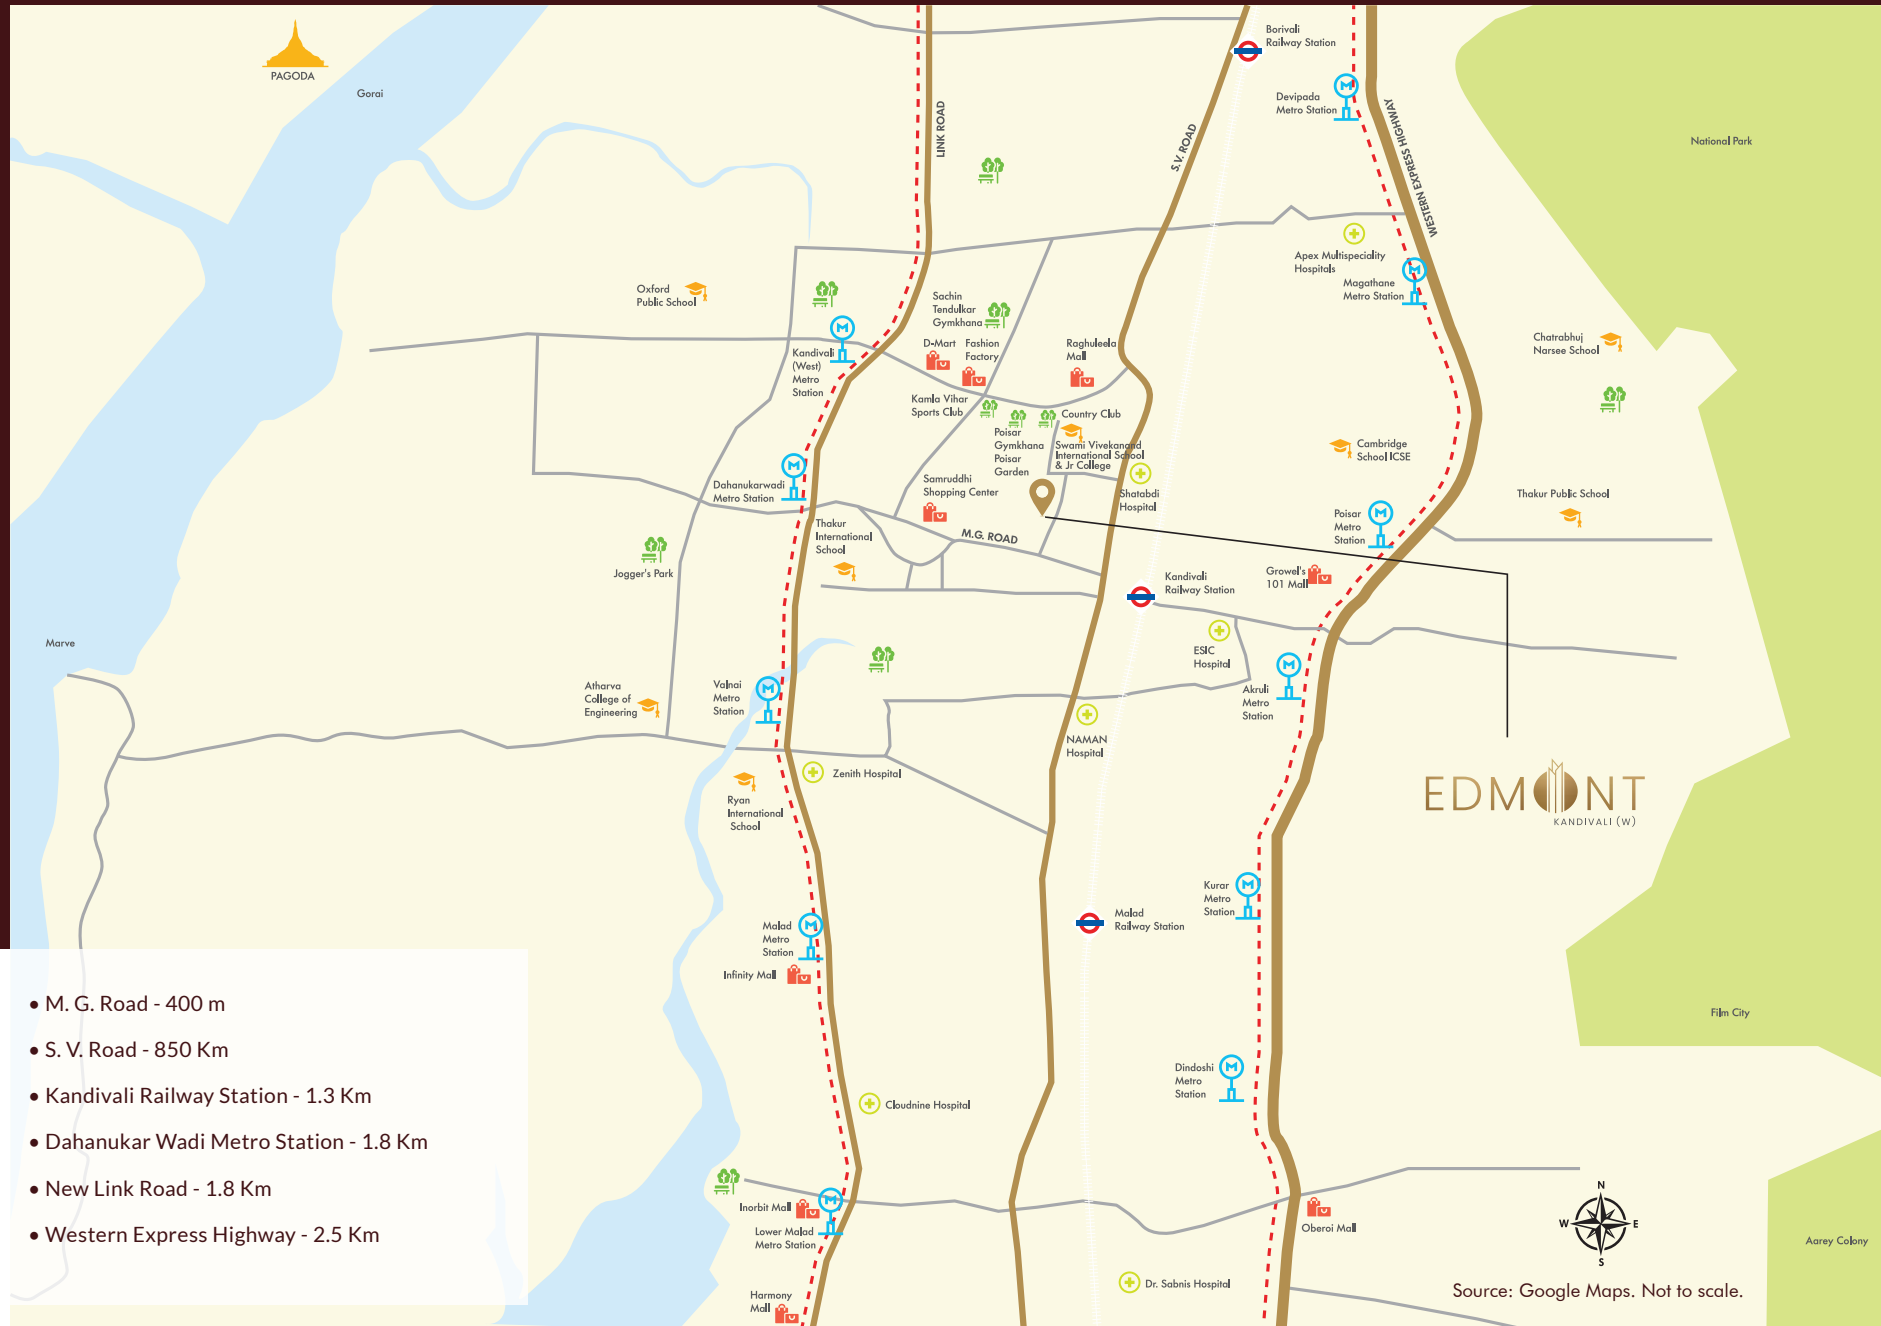 PAGODA
Gorai
Borivali
Railway Station
Devipada
Metro Station
LINK ROAD
S.V. ROAD
WESTERN EXPRESS HIGHWAY
National Park
Apex Multispeciality
Hospitals
Magathane
Metro Station
Oxford
Public School
Sachin
Tendulkar
Gymkhana
Kandivali
(West)
Metro
Station
D-Mart
Fashion
Factory
Raghuleela
Mall
Chatrabhuj
Narsee School
Kamla Vihar
Sports Club
Country Club
Poisar
Gymkhana
Poisar
Garden
Swami Vivekanand
International School
& Jr College
Cambridge
School ICSE
Dahanukarwadi
Metro Station
Samruddhi
Shopping Center
Shatabdi
Hospital
Thakur Public School
Poisar
Metro
Station
Thakur
International
School
M.G. ROAD
Jogger's Park
Kandivali
Railway Station
Growel's
101 Mall
Marve
ESIC
Hospital
Akruli
Metro
Station
Atharva
College of
Engineering
Valnai
Metro
Station
NAMAN
Hospital
Zenith Hospital
Ryan
International
School
EDMONT
KANDIVALI (W)
Kurar
Metro
Station
Malad
Metro
Station
Malad
Railway Station
Infinity Mall
Film City
• M. G. Road - 400 m
• S. V. Road - 850 Km
• Kandivali Railway Station - 1.3 Km
• Dahanukar Wadi Metro Station - 1.8 Km
• New Link Road - 1.8 Km
• Western Express Highway - 2.5 Km
Dindoshi
Metro
Station
Cloudnine Hospital
Inorbit Mall
Lower Malad
Metro Station
Oberoi Mall
N
W
E
S
Aarey Colony
Dr. Sabnis Hospital
Harmony
Mall
Source: Google Maps. Not to scale.